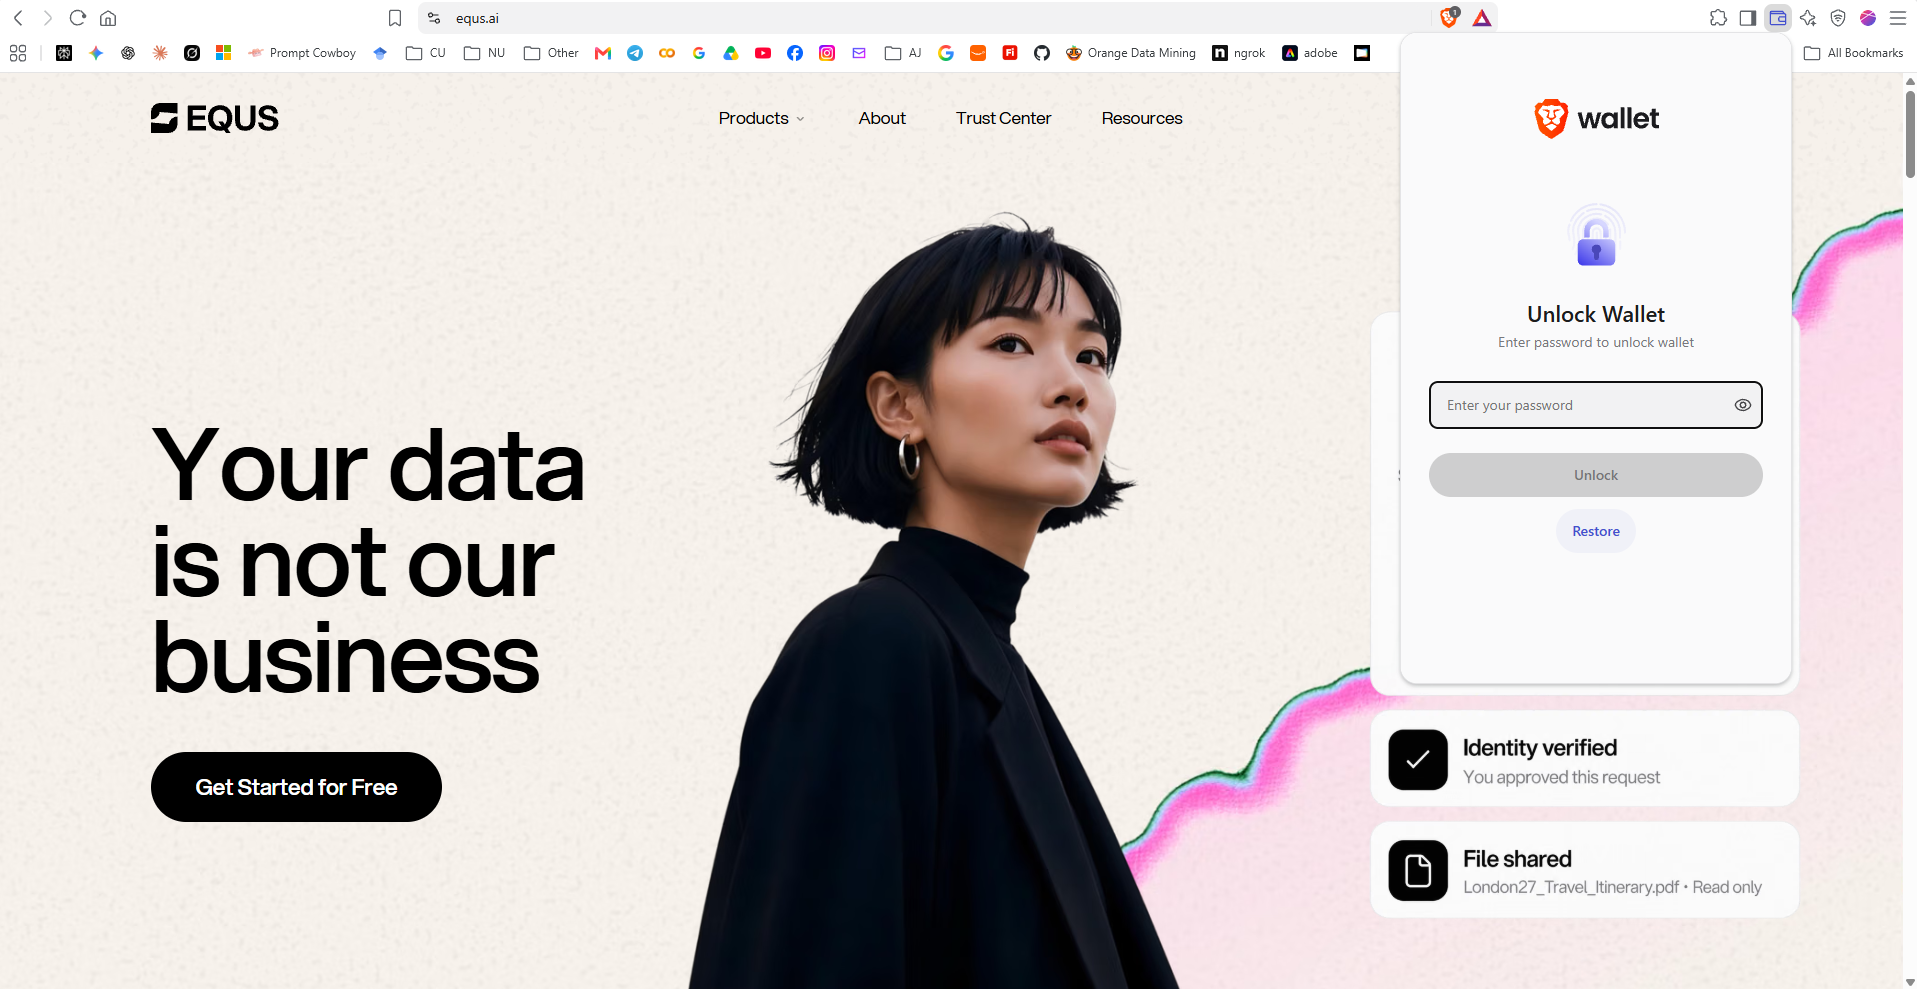 equs.ai
1
Prompt Cowboy
CU
NU
Other
AJ
Orange Data Mining
ngrok
adobe
All Bookmarks
EQUS
Products
About
Trust Center
Resources
Your data
is not our
business
Get Started for Free
wallet
Unlock Wallet
Enter password to unlock wallet
Enter your password
Unlock
Restore
Identity verified
You approved this request
File shared
London27_Travel_Itinerary.pdf • Read only